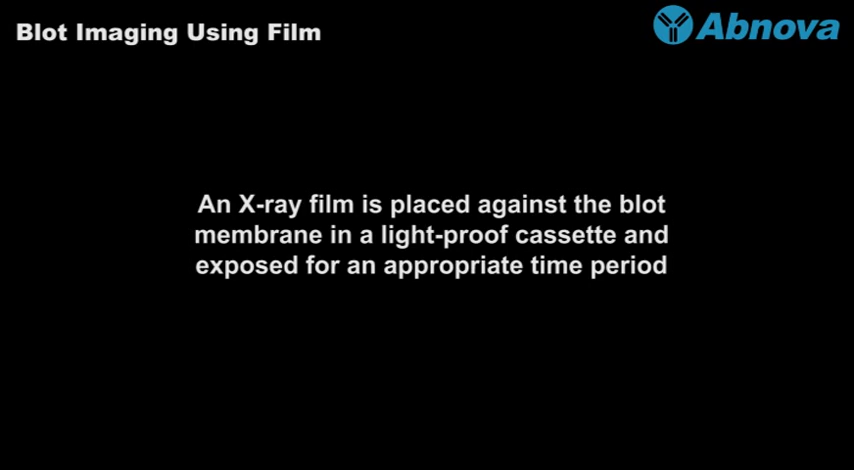 Blot Imaging Using Film
Abnova
An X-ray film is placed against the blot
membrane in a light-proof cassette and
exposed for an appropriate time period